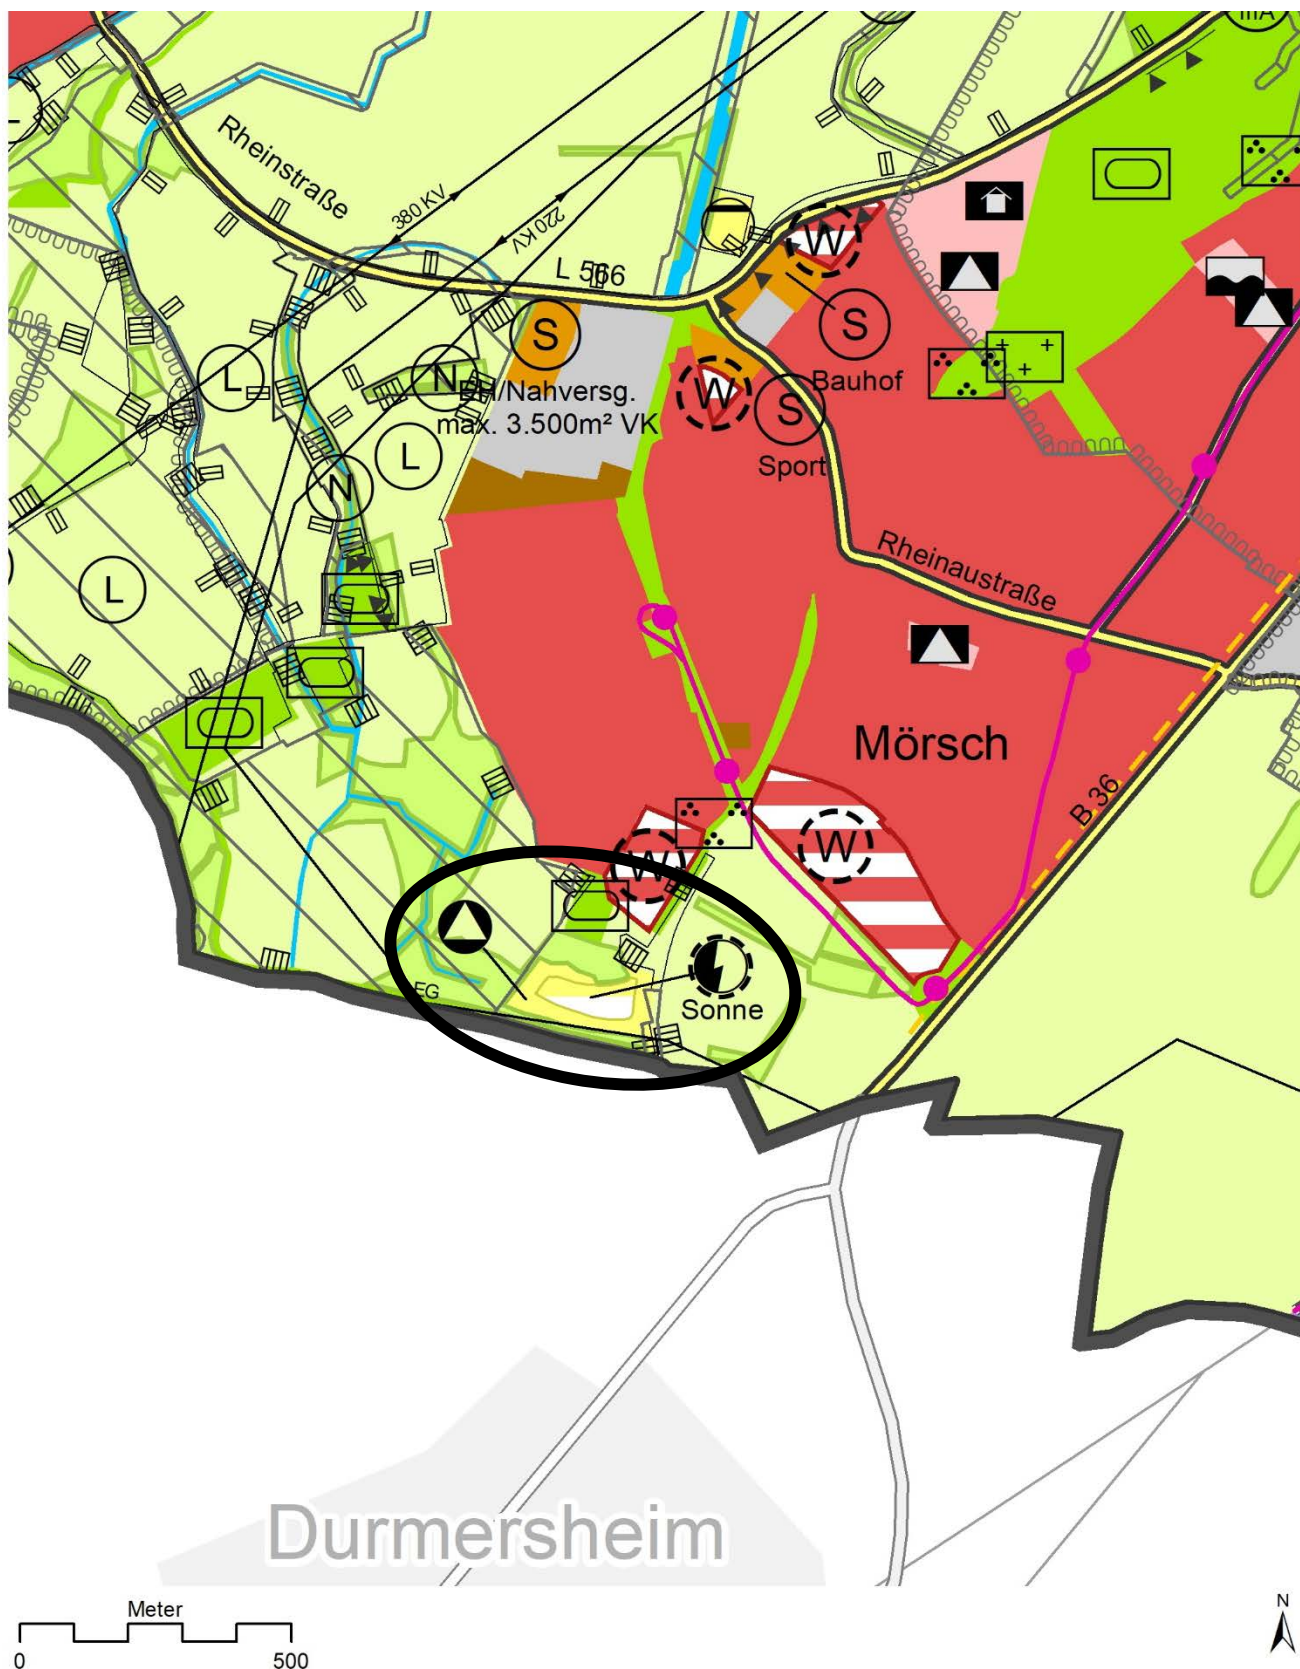 mA
Rheinstraße
380 KV
220 KV
L 566
W
S
S
Bauhof
L
N
EH/Nahversg.
max. 3.500m² VK
W
S
Sport
L
N
L
Rheinaustraße
Mörsch
B 36
W
W
EG
Sonne
Durmersheim
Meter
0
500
N